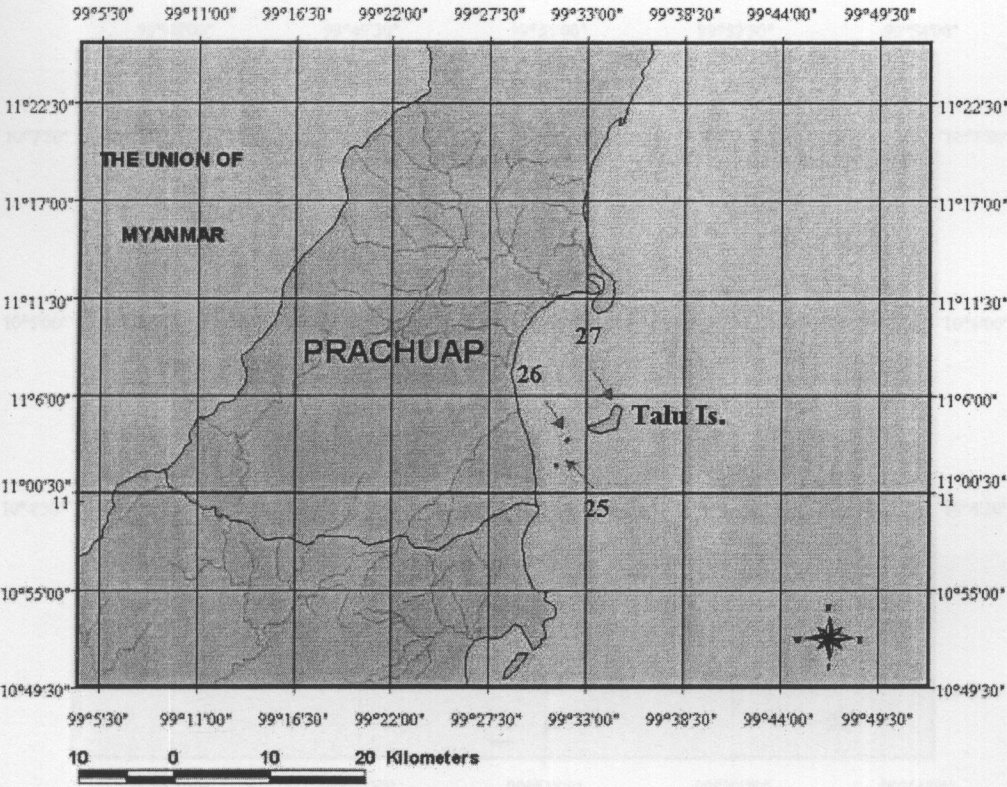 99°5'30" 99°11'00" 99°16'30" 99°22'00" 99°27'30" 99°33'00" 99°38'30" 99°44'00" 99°49'30"
11°22'30" 11°22'30"
THE UNION OF
MYANMAR
11°17'00" 11°17'00"
11°11'30" 11°11'30"
27
PRACHUAP
26
11°6'00" 11°6'00"
Talu Is.
11°00'30" 11°00'30"
11 11
25
10°55'00" 10°55'00"
10°49'30" 10°49'30"
99°5'30" 99°11'00" 99°16'30" 99°22'00" 99°27'30" 99°33'00" 99°38'30" 99°44'00" 99°49'30"
10 0 10 20 Kilometers